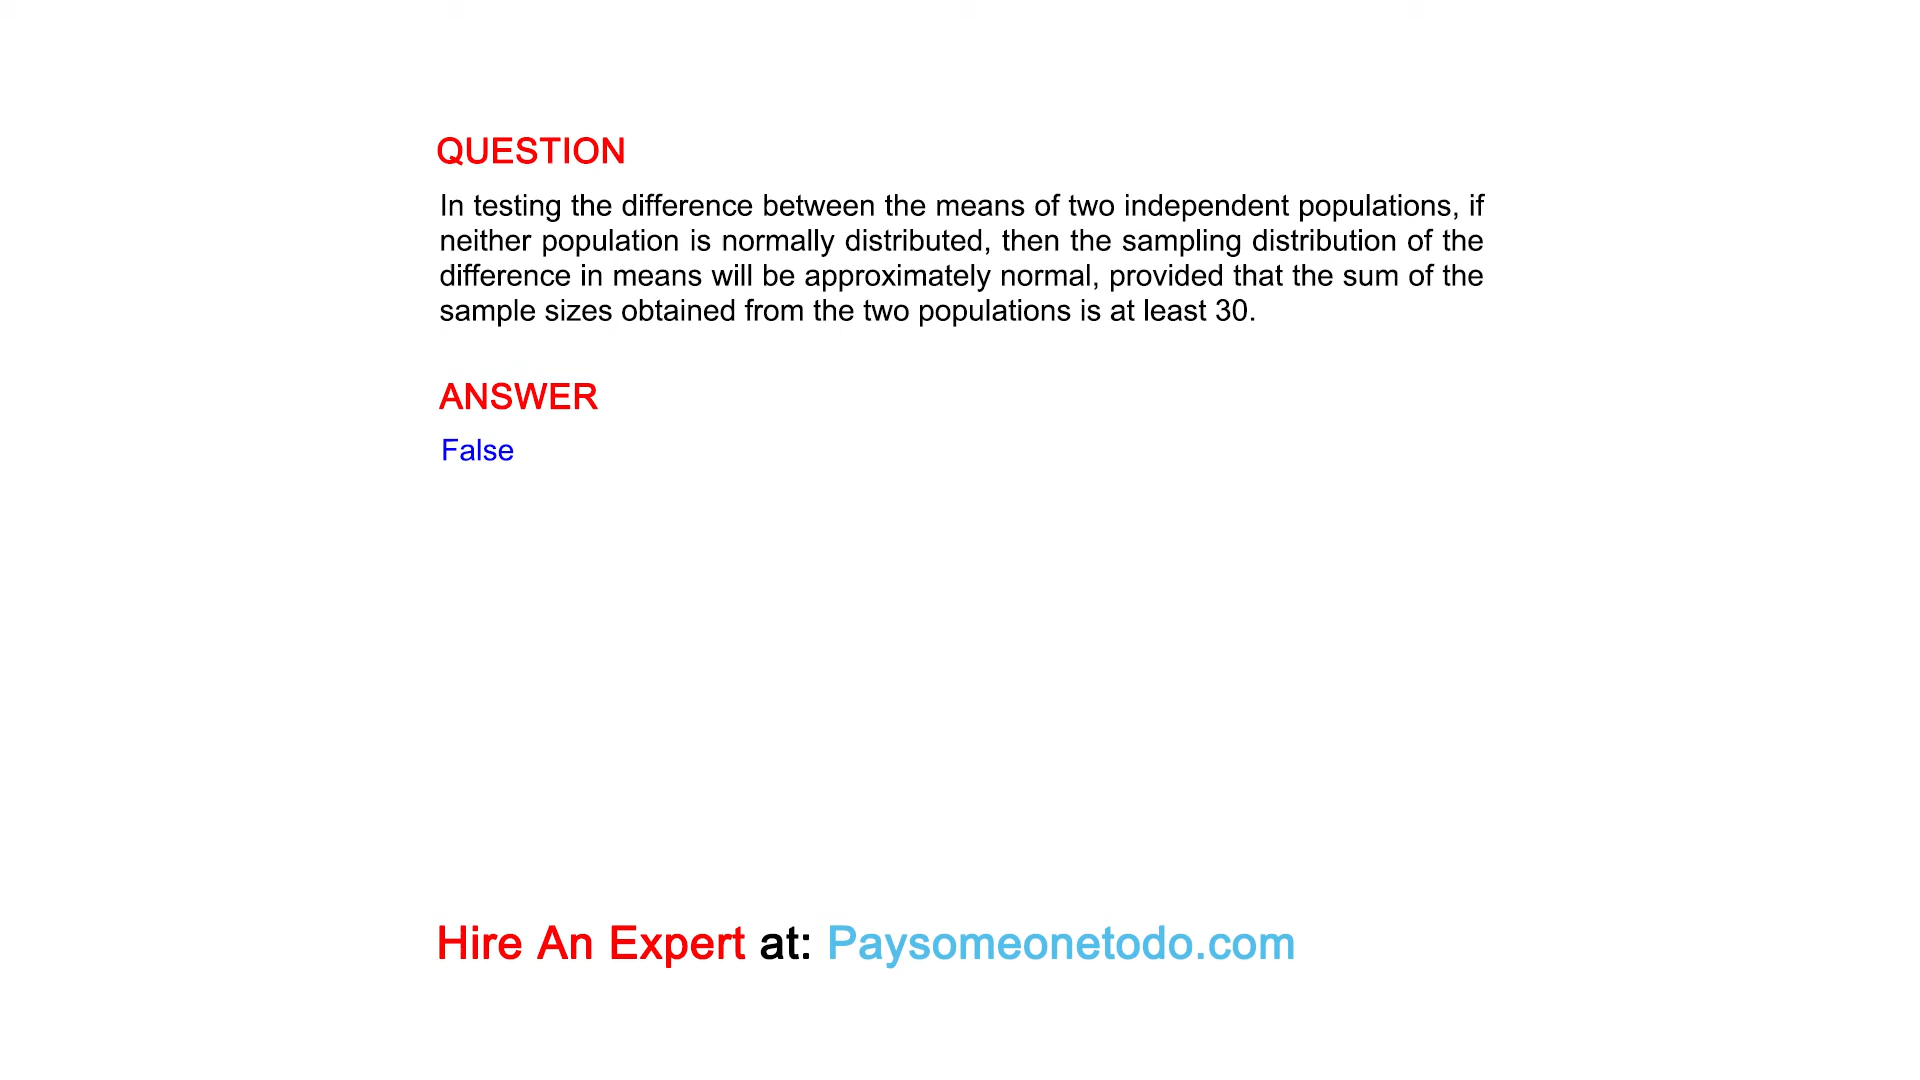 QUESTION
In testing the difference between the means of two independent populations, if
neither population is normally distributed, then the sampling distribution of the
difference in means will be approximately normal, provided that the sum of the
sample sizes obtained from the two populations is at least 30.
ANSWER
False
Hire An Expert at: Paysomeonetodo.com